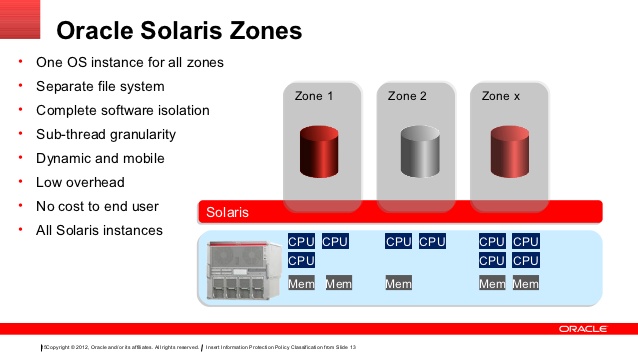 Oracle Solaris Zones
• One OS instance for all zones
• Separate file system
• Complete software isolation
• Sub-thread granularity
• Dynamic and mobile
• Low overhead
• No cost to end user
• All Solaris instances
Zone 1 Zone 2 Zone x
Solaris
CPU CPU CPU CPU CPU CPU
CPU CPU CPU
Mem Mem Mem Mem Mem
ORACLE
Copyright © 2012, Oracle and/or its affiliates. All rights reserved. Insert Information Protection Policy Classification from Slide 13